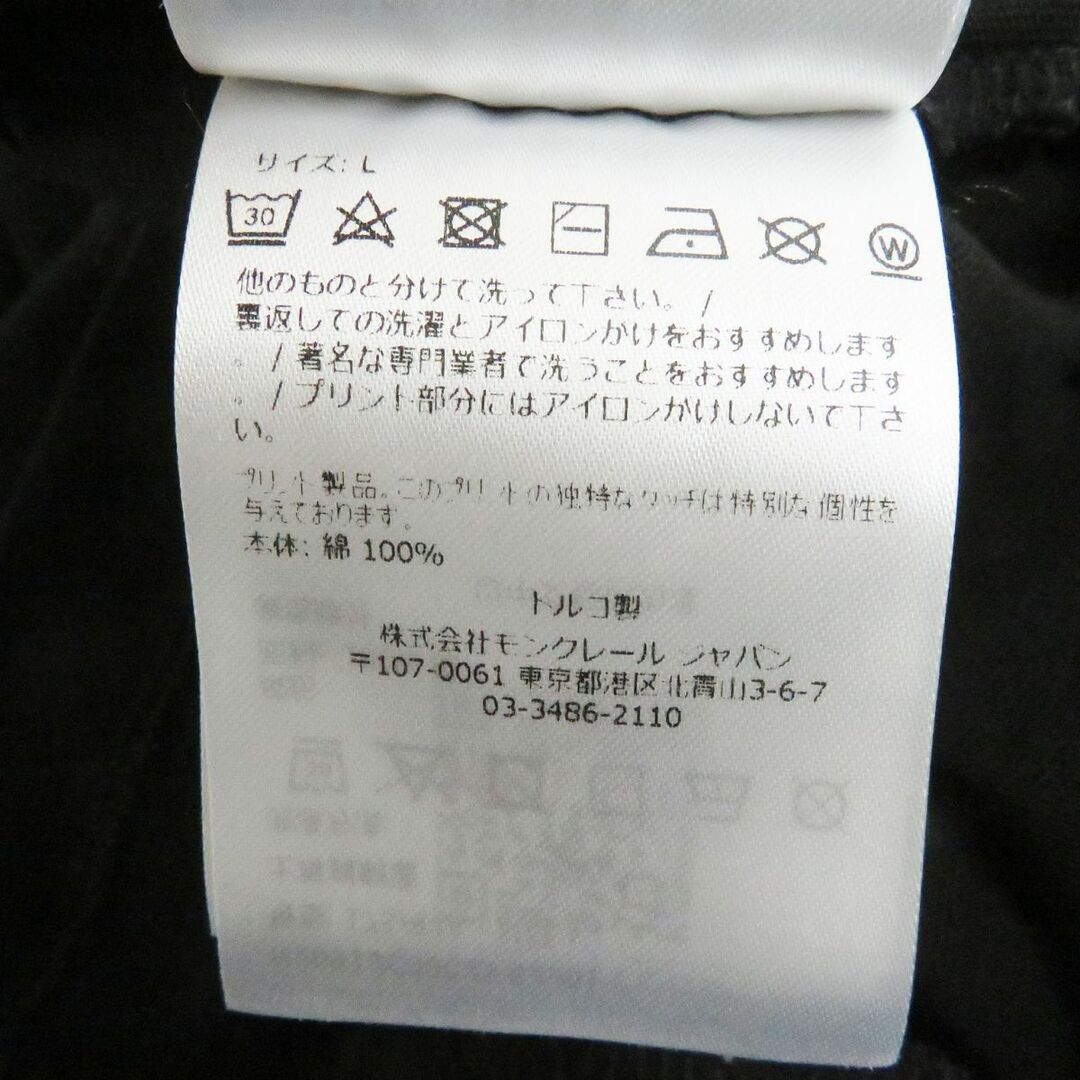 サイズ: L
30
W
他のものと分けて洗って下さい。 /
裏返しての洗濯とアイロンがけをおすすめします
。 / 著名な専門業者で洗うことをおすすめします
。 / プリント部分にはアイロンがけしないで下さ
い。
プリント製品。このプリントの独特なタッチは特別な個性を
与えております。
本体: 綿 100%
トルコ製
株式会社モンクレール ジャパン
〒107-0061 東京都港区北青山3-6-7
03-3486-2110